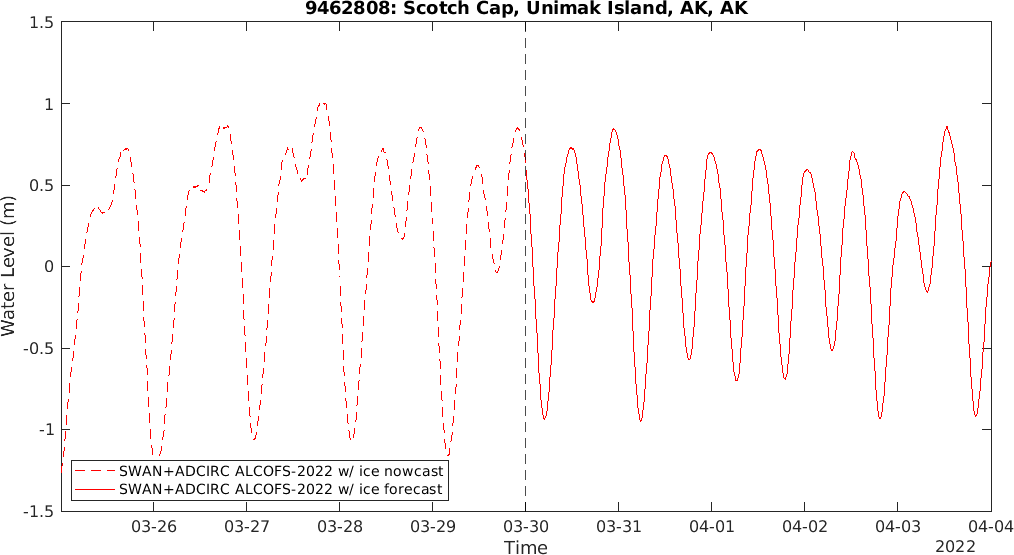 9462808: Scotch Cap, Unimak Island, AK, AK
Water Level (m)
1.5
1
0.5
0
-0.5
-1
-1.5
SWAN+ADCIRC ALCOFS-2022 w/ ice nowcast
SWAN+ADCIRC ALCOFS-2022 w/ ice forecast
03-26 03-27 03-28 03-29 03-30 03-31 04-01 04-02 04-03 04-04
Time
2022